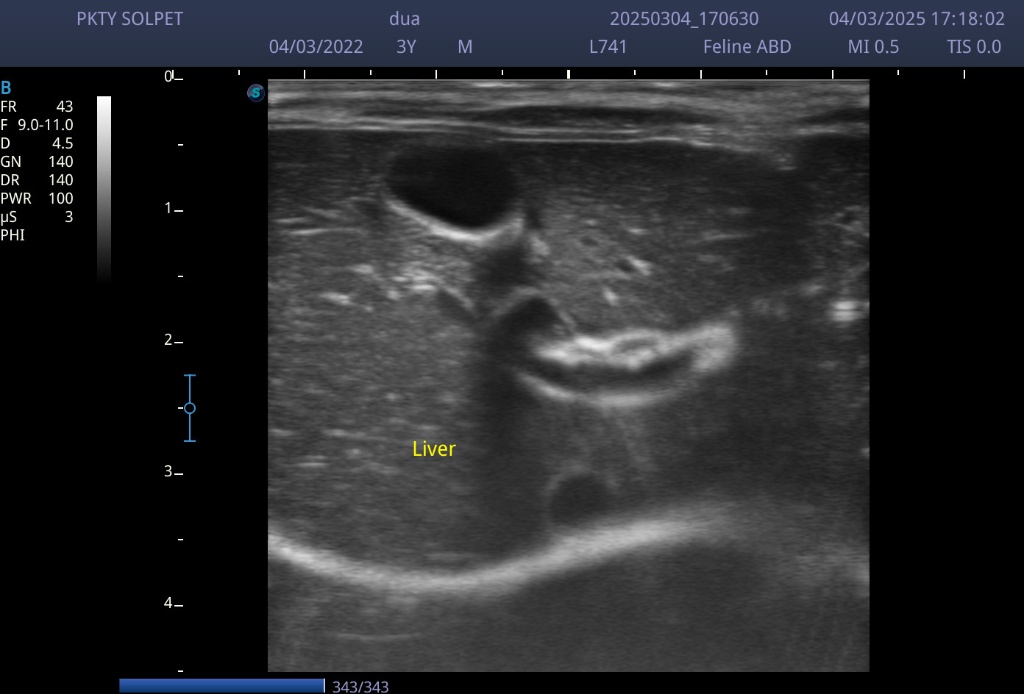 PKTY SOLPET dua 20250304_170630 04/03/2025 17:18:02
04/03/2022 3Y M L741 Feline ABD MI 0.5 TIS 0.0
B
FR 43
F 9.0-11.0
D 4.5
GN 140
DR 140
PWR 100
µS 3
PHI
S
0
1
2
3
4
Liver
343/343